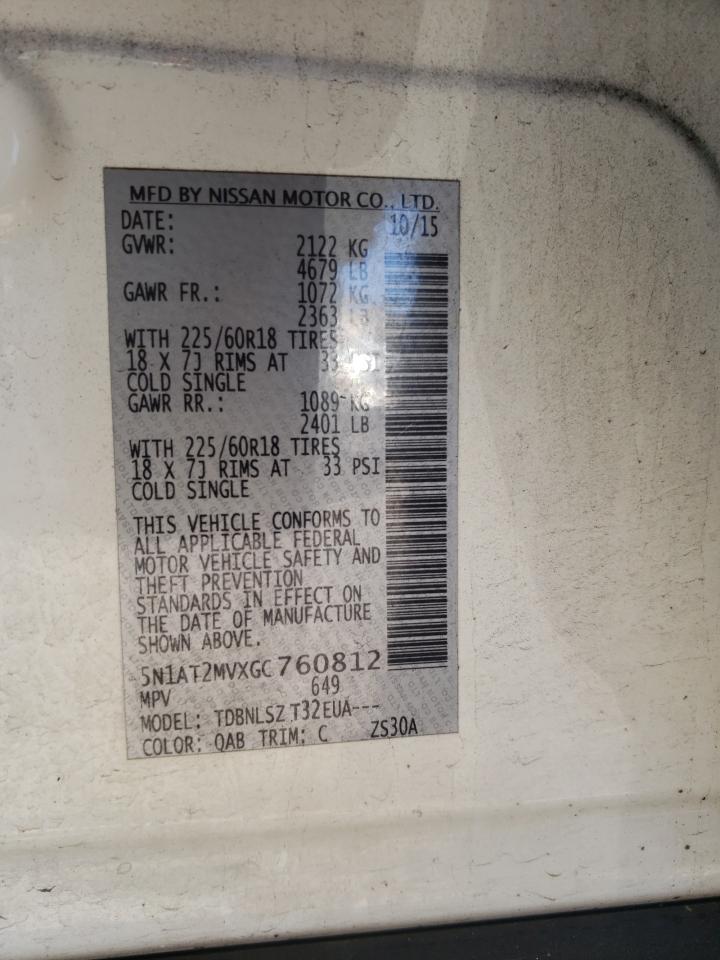 MFD BY NISSAN MOTOR CO., LTD.
DATE: 10/15
GVWR: 2122 KG
4679 LB
GAWR FR.: 1072 KG
2363 LB
WITH 225/60R18 TIRES
18 X 7J RIMS AT 33 PSI
COLD SINGLE
GAWR RR.: 1089 KG
2401 LB
WITH 225/60R18 TIRES
18 X 7J RIMS AT 33 PSI
COLD SINGLE
THIS VEHICLE CONFORMS TO
ALL APPLICABLE FEDERAL
MOTOR VEHICLE SAFETY AND
THEFT PREVENTION
STANDARDS IN EFFECT ON
THE DATE OF MANUFACTURE
SHOWN ABOVE.
5N1AT2MVXGC760812
MPV 649
MODEL: TDBNLSZ T32EUA---
COLOR: QAB TRIM: C ZS30A